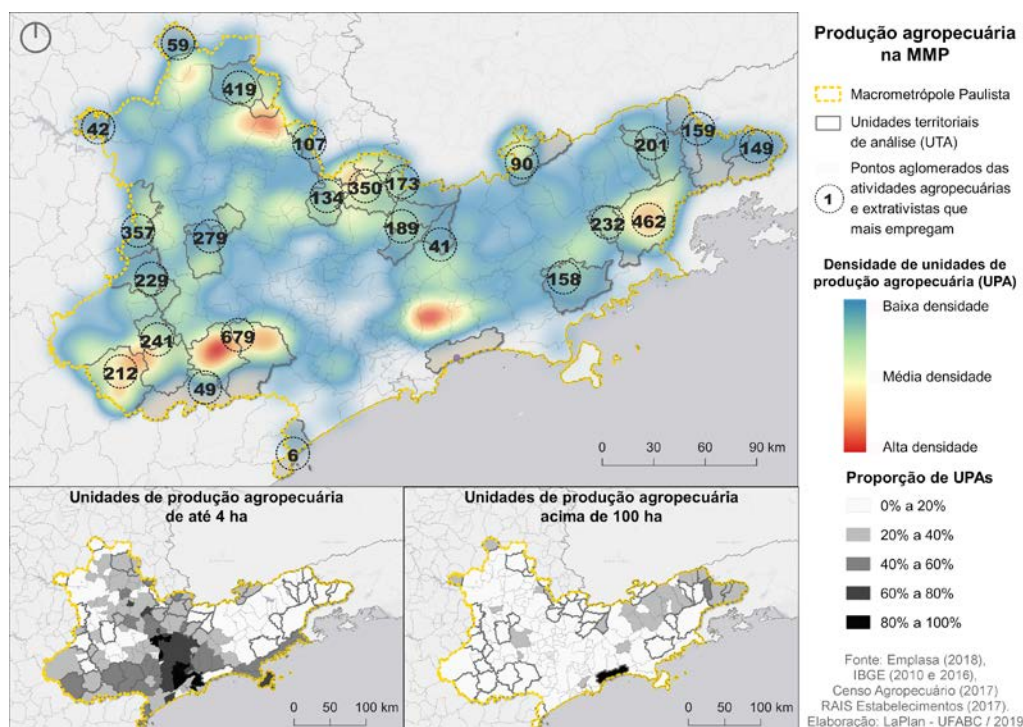 59
419
42
107
90
201
159
149
350
173
134
189
41
357
279
232
462
229
158
241
679
212
49
6
0 30 60 90 km
Unidades de produção agropecuária
de até 4 ha
0 50 100 km
Unidades de produção agropecuária
acima de 100 ha
0 50 100 km
Produção agropecuária
na MMP
Macrometrópole Paulista
Unidades territoriais
de análise (UTA)
Pontos aglomerados das
atividades agropecuárias
e extrativistas que
mais empregam
1
Densidade de unidades de
produção agropecuária (UPA)
Baixa densidade
Média densidade
Alta densidade
Proporção de UPAs
0% a 20%
20% a 40%
40% a 60%
60% a 80%
80% a 100%
Fonte: Emplasa (2018),
IBGE (2010 e 2016),
Censo Agropecuário (2017)
RAIS Estabelecimentos (2017).
Elaboração: LaPlan - UFABC / 2019